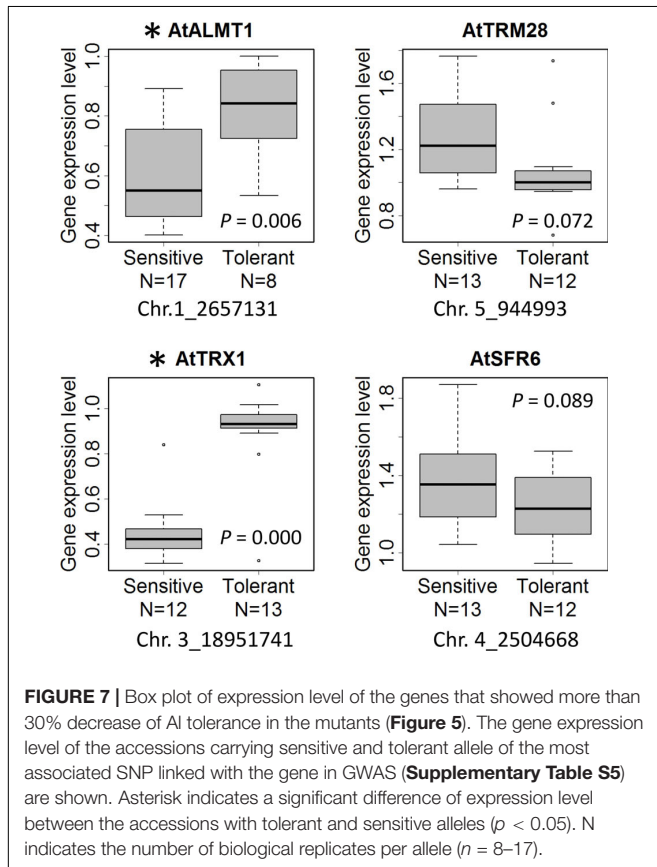 * AtALMT1
Gene expression level
1.0
0.8
0.6
0.4
P = 0.006
Sensitive Tolerant
N=17 N=8
Chr.1_2657131
AtTRM28
Gene expression level
1.6
1.2
0.8
P = 0.072
Sensitive Tolerant
N=13 N=12
Chr. 5_944993
* AtTRX1
Gene expression level
1.0
0.8
0.6
0.4
P = 0.000
Sensitive Tolerant
N=12 N=13
Chr. 3_18951741
AtSFR6
Gene expression level
1.8
1.4
1.0
P = 0.089
Sensitive Tolerant
N=13 N=12
Chr. 4_2504668
FIGURE 7 | Box plot of expression level of the genes that showed more than
30% decrease of Al tolerance in the mutants (Figure 5). The gene expression
level of the accessions carrying sensitive and tolerant allele of the most
associated SNP linked with the gene in GWAS (Supplementary Table S5)
are shown. Asterisk indicates a significant difference of expression level
between the accessions with tolerant and sensitive alleles (p < 0.05). N
indicates the number of biological replicates per allele (n = 8–17).